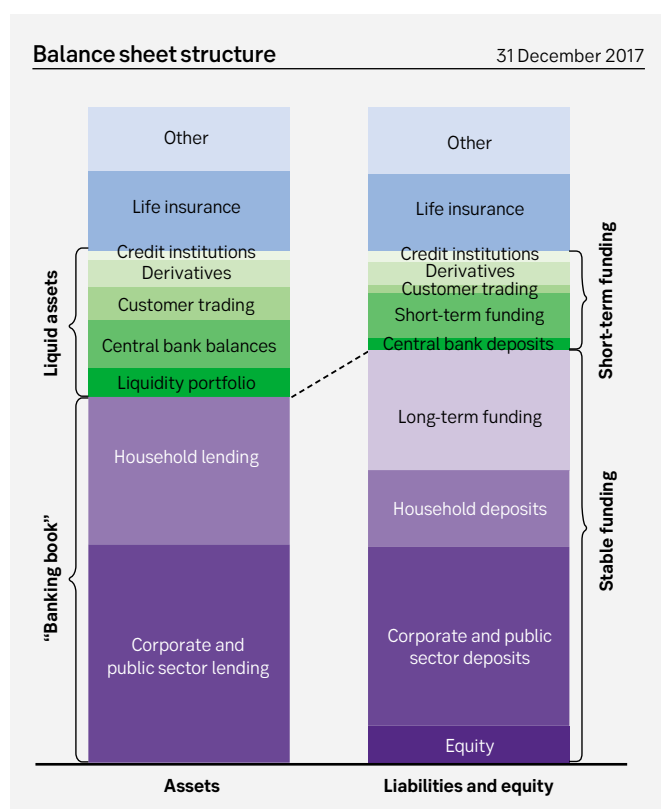 Balance sheet structure
31 December 2017
Other
Life insurance
Credit institutions
Derivatives
Customer trading
Central bank balances
Liquidity portfolio
Household lending
Corporate and
public sector lending
Liquid assets
“Banking book”
Assets
Other
Life insurance
Credit institutions
Derivatives
Customer trading
Short-term funding
Central bank deposits
Long-term funding
Household deposits
Corporate and public
sector deposits
Equity
Short-term funding
Stable funding
Liabilities and equity